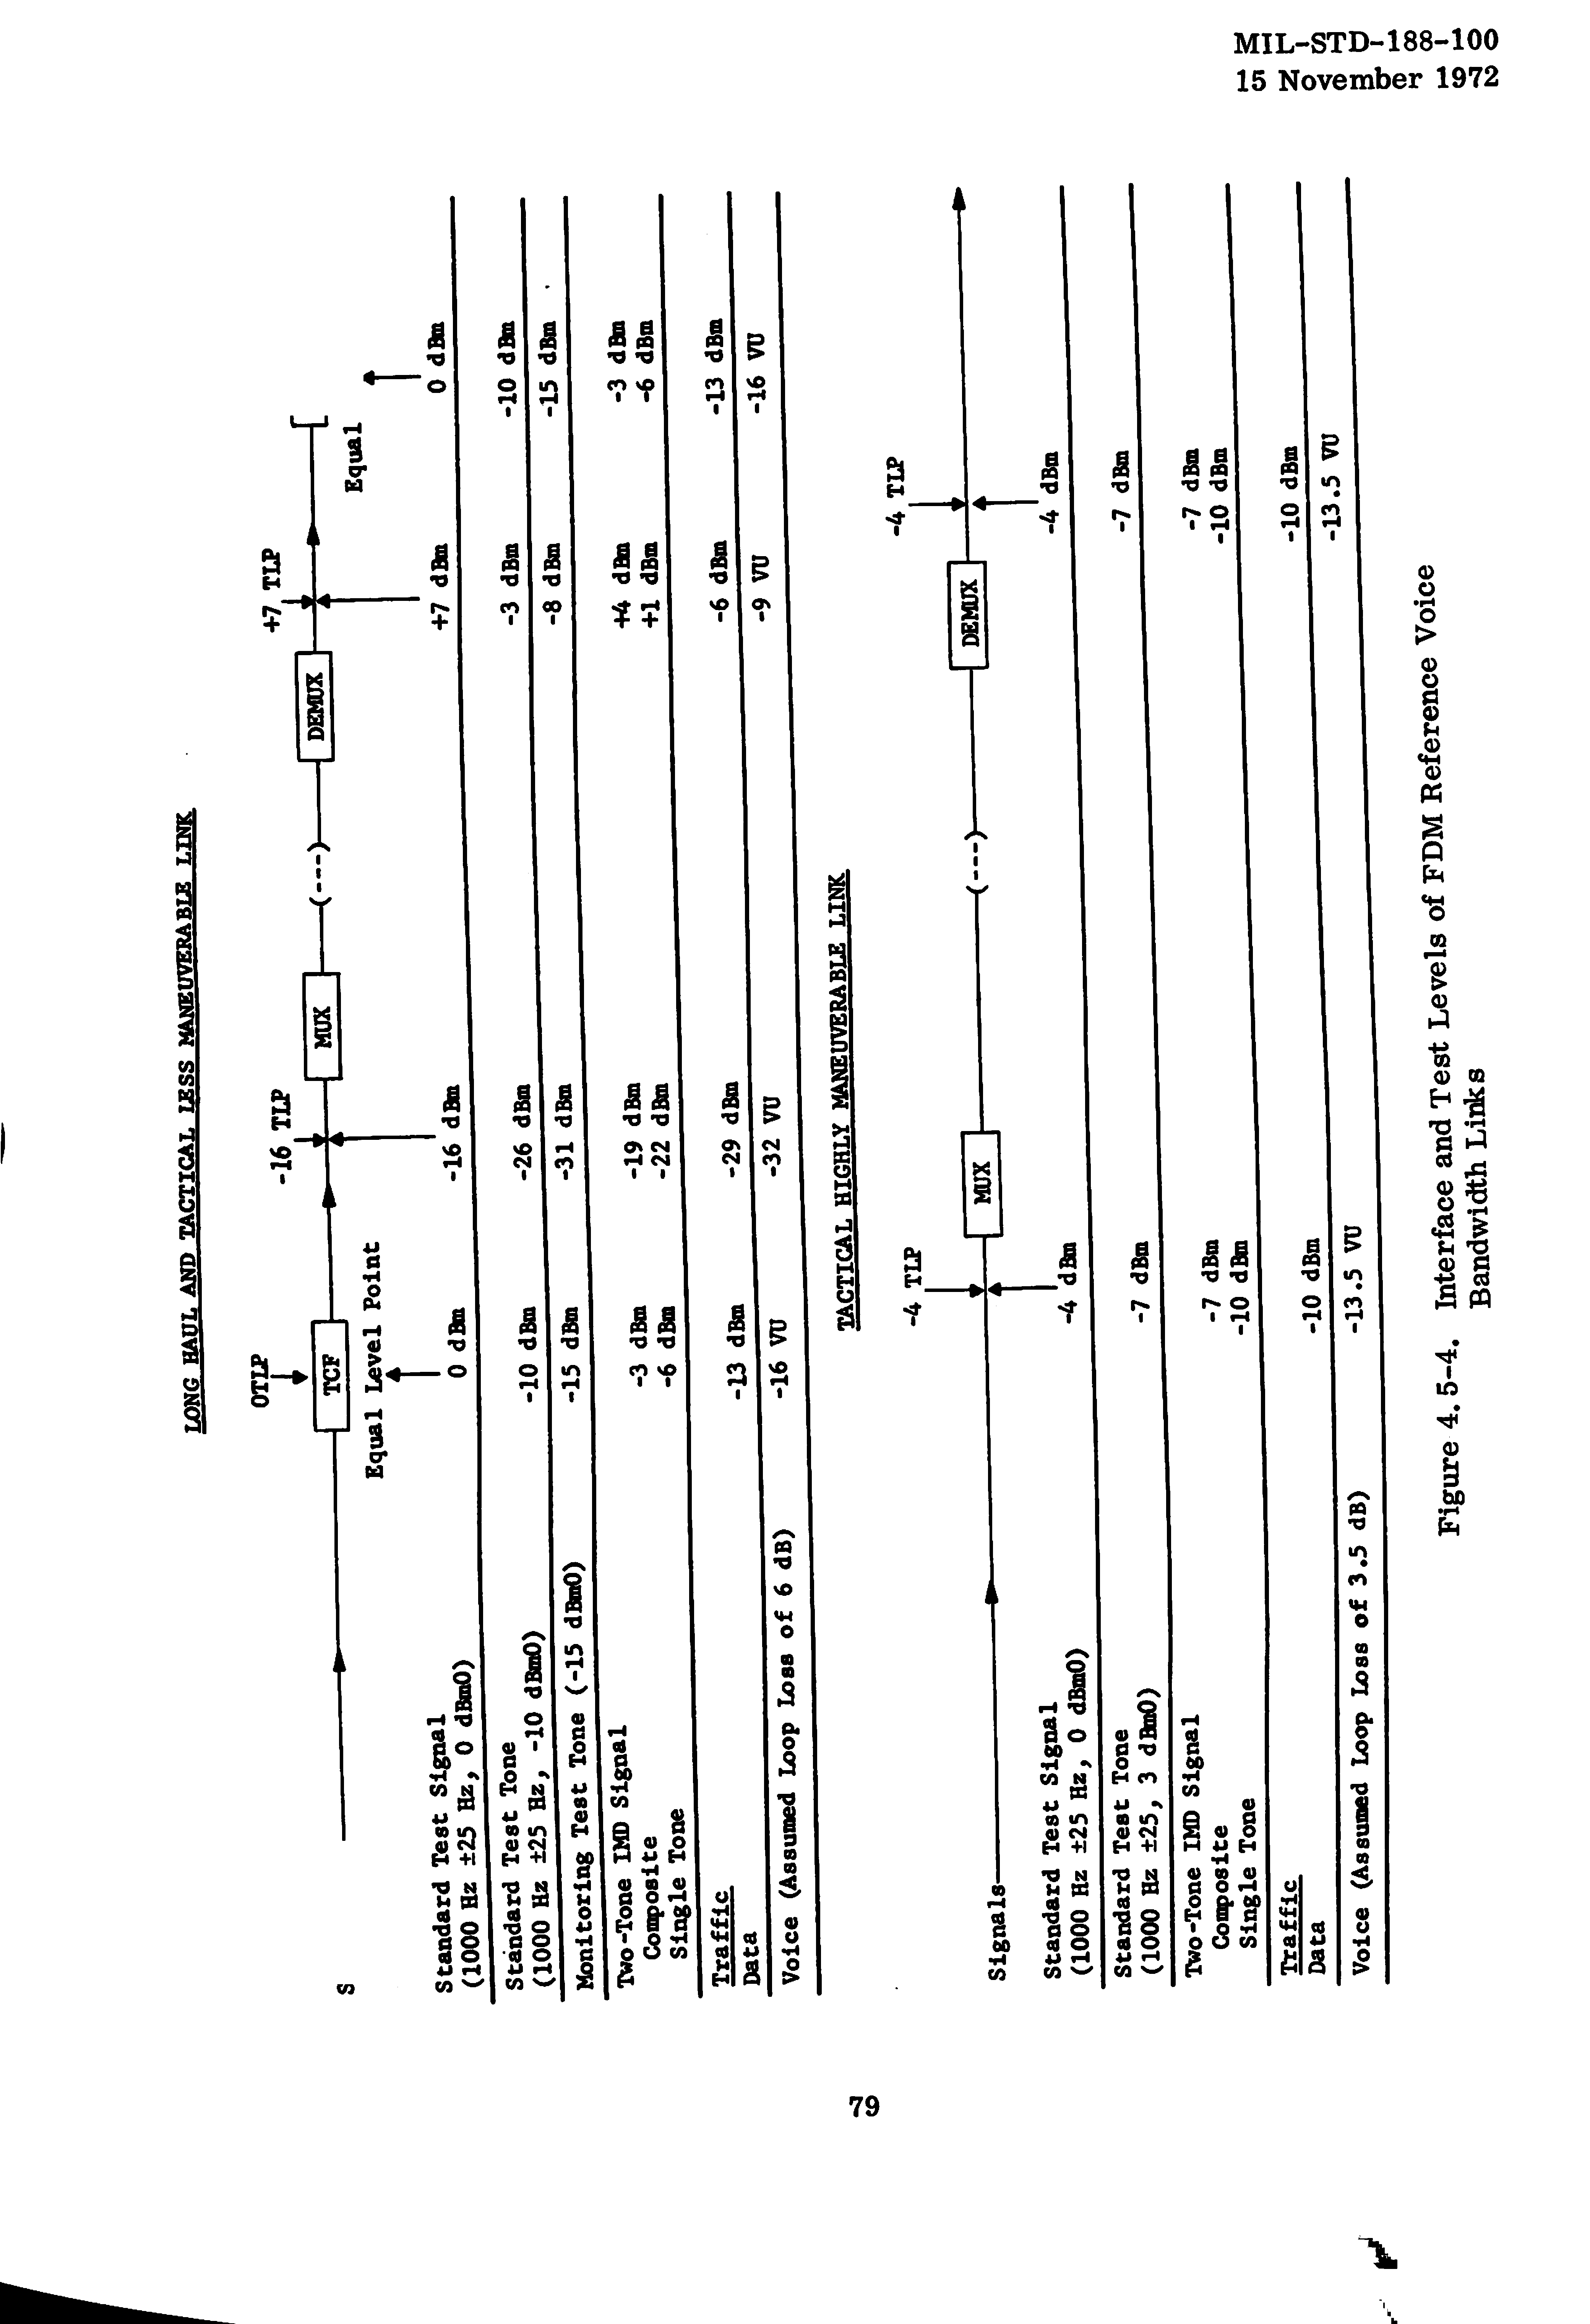 MIL-STD-188-100
15 November 1972
LONG HAUL AND TACTICAL LESS MANEUVERABLE LINK
0TLP -16 TLP +7 TLP
S TCF MUX (---) DEMUX
Equal Level Point Equal
Standard Test Signal
(1000 Hz ±25 Hz, 0 dBm0) 0 dBm -16 dBm +7 dBm 0 dBm
Standard Test Tone
(1000 Hz ±25 Hz, -10 dBm0) -10 dBm -26 dBm -3 dBm -10 dBm
Monitoring Test Tone (-15 dBm0) -15 dBm -31 dBm -8 dBm -15 dBm
Two-Tone IMD Signal
Composite -3 dBm -19 dBm +4 dBm -3 dBm
Single Tone -6 dBm -22 dBm +1 dBm -6 dBm
Traffic
Data -13 dBm -29 dBm -6 dBm -13 dBm
Voice (Assumed Loop Loss of 6 dB) -16 VU -32 VU -9 VU -16 VU
TACTICAL HIGHLY MANEUVERABLE LINK
-4 TLP -4 TLP
Signals MUX (---) DEMUX
Standard Test Signal
(1000 Hz ±25 Hz, 0 dBm0) -4 dBm -4 dBm
Standard Test Tone
(1000 Hz ±25, 3 dBm0) -7 dBm -7 dBm
Two-Tone IMD Signal
Composite -7 dBm -7 dBm
Single Tone -10 dBm -10 dBm
Traffic
Data -10 dBm -10 dBm
Voice (Assumed Loop Loss of 3.5 dB) -13.5 VU -13.5 VU
Figure 4.5-4. Interface and Test Levels of FDM Reference Voice
Bandwidth Links
79